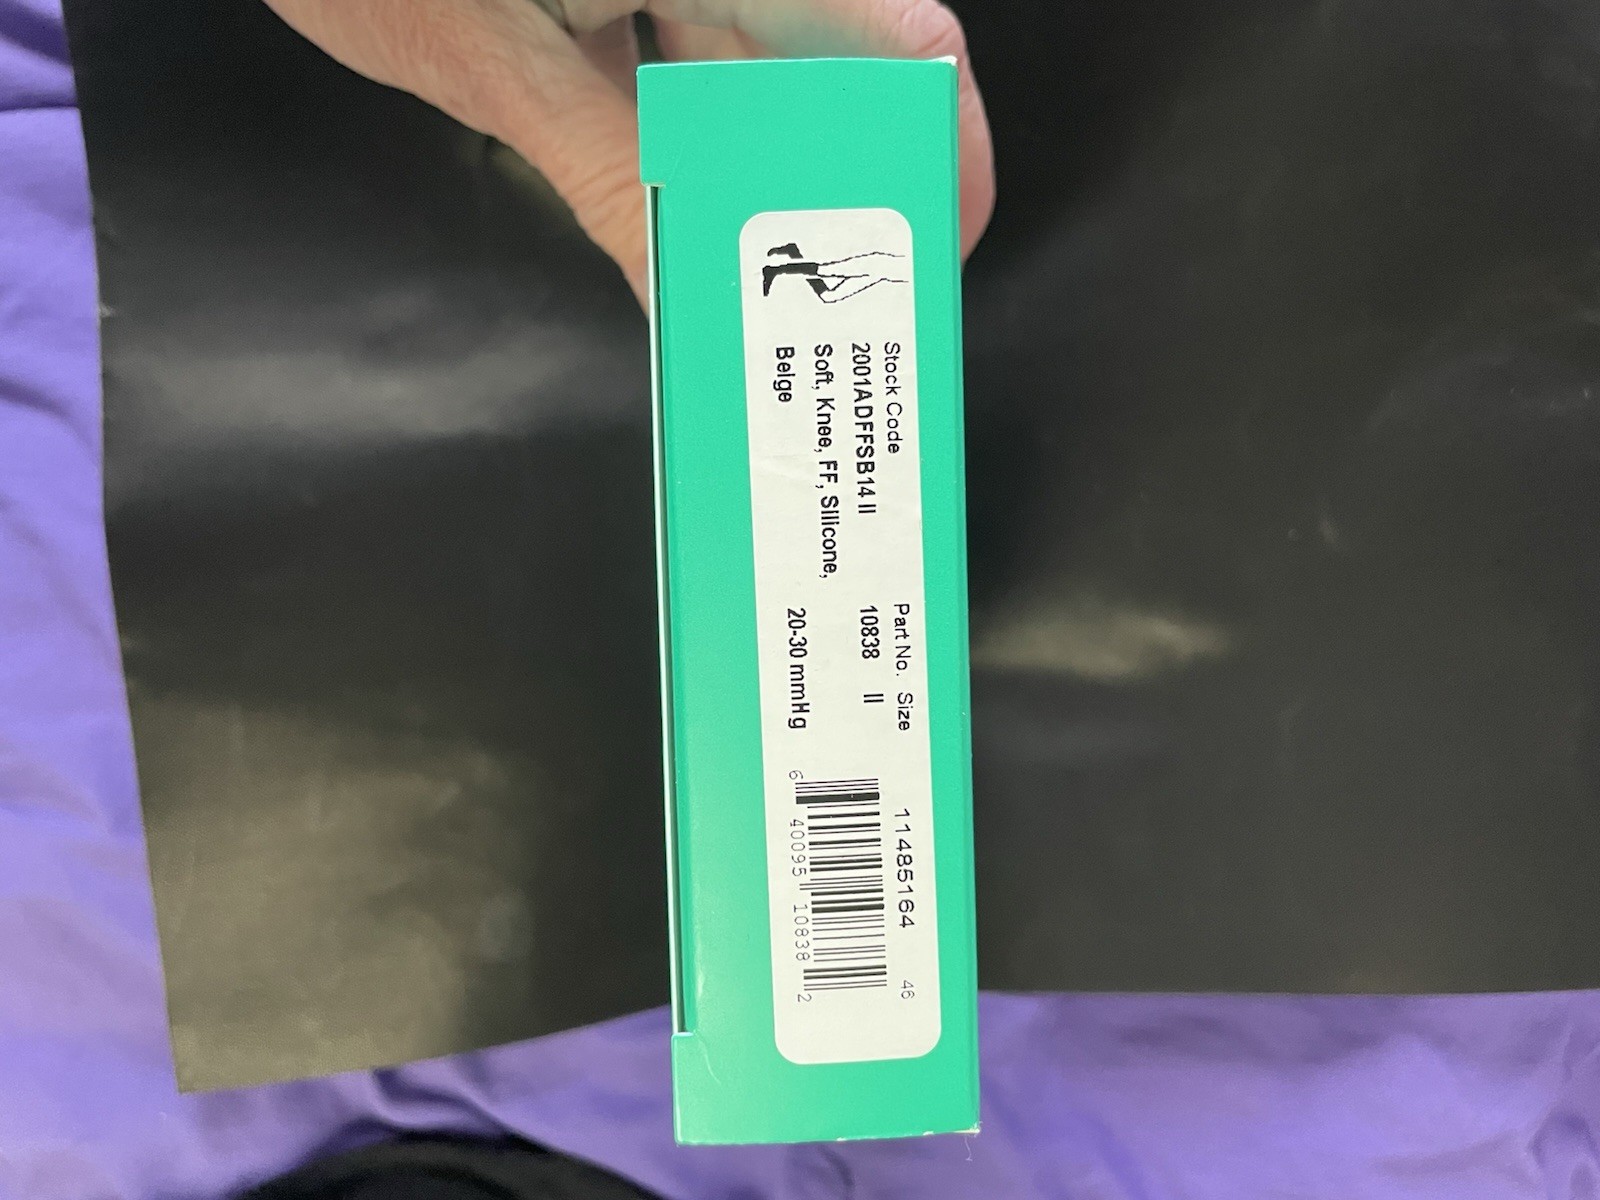 Stock Code
2001ADFFSB14 II
Soft, Knee, FF, Silicone,
Beige
Part No. Size
10838 II
20-30 mmHg
11485164 46
6 40095 10838 2